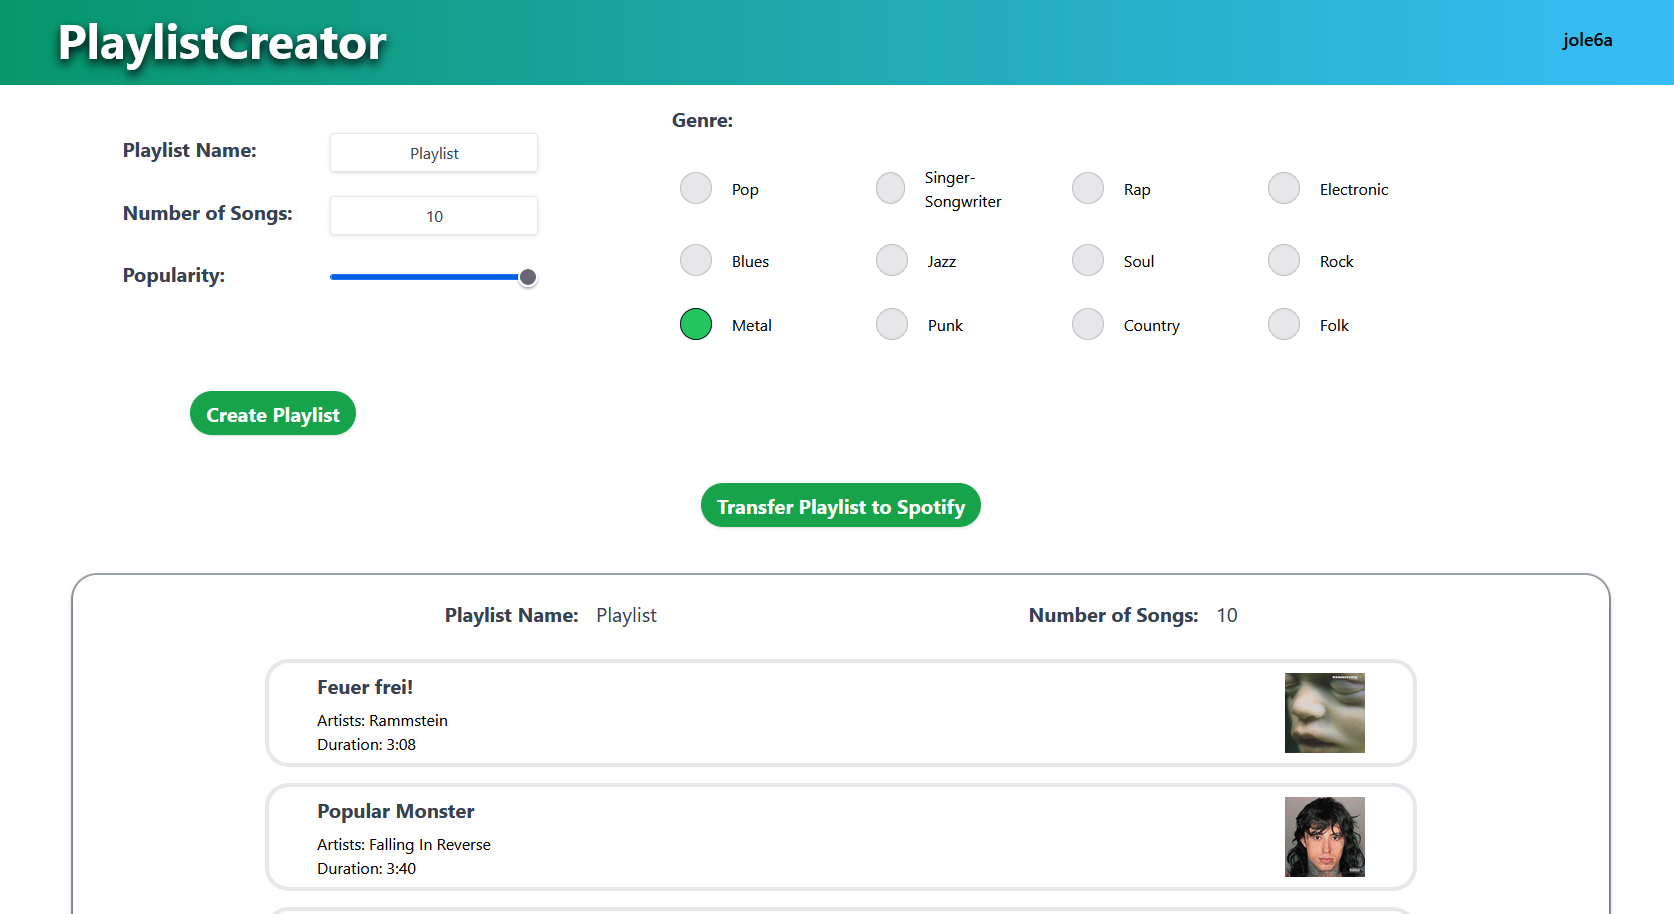 PlaylistCreator
jole6a
Playlist Name:
Playlist
Number of Songs:
10
Popularity:
Genre:
Pop
Singer-
Songwriter
Rap
Electronic
Blues
Jazz
Soul
Rock
Metal
Punk
Country
Folk
Create Playlist
Transfer Playlist to Spotify
Playlist Name: Playlist
Number of Songs: 10
Feuer frei!
Artists: Rammstein
Duration: 3:08
RAMMSTEIN
Popular Monster
Artists: Falling In Reverse
Duration: 3:40